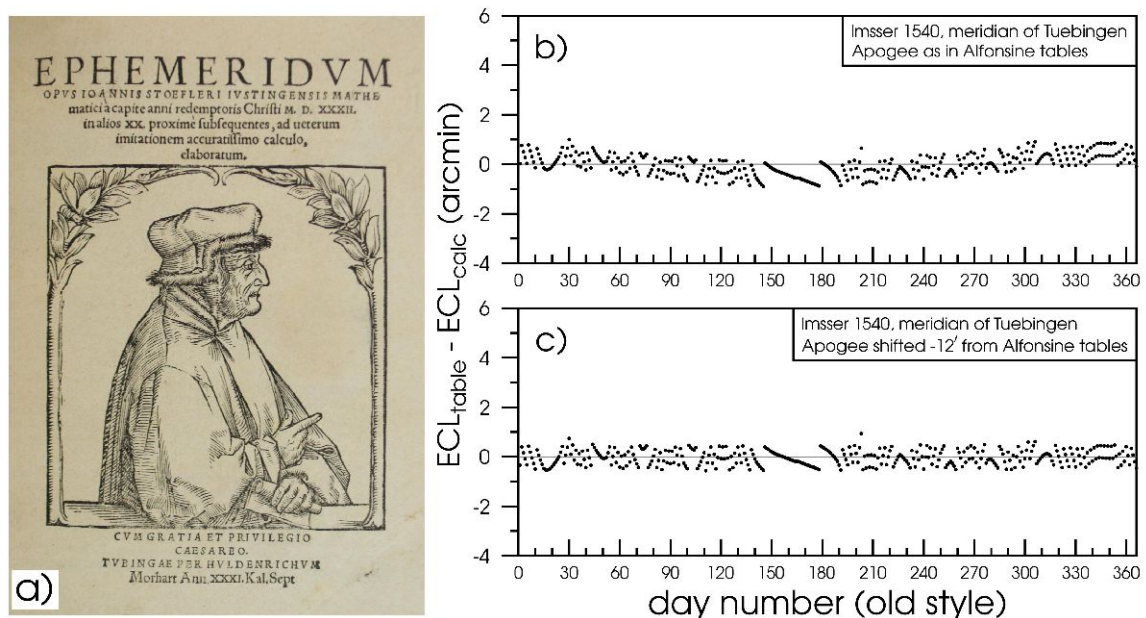 EPHEMERIDVM
OPVS IOANNIS STOEFLERI IVSTINGENSIS MATHE
matici à capite anni redemptoris Christi M. D. XXXII.
in alios XX. proximè subsequentes, ad ueterum
imitationem accuratissimo calculo,
elaboratum.
CVM GRATIA ET PRIVILEGIO
CAESAREO.
TVBINGAE PER HVLDENRICHVM
Morhart Ann. XXXI. Kal. Sept
a)
ECLtable - ECLcalc (arcmin)
b)
Imsser 1540, meridian of Tuebingen
Apogee as in Alfonsine tables
6
4
2
0
-2
-4
0 30 60 90 120 150 180 210 240 270 300 330 360
c)
Imsser 1540, meridian of Tuebingen
Apogee shifted -12′ from Alfonsine tables
6
4
2
0
-2
-4
0 30 60 90 120 150 180 210 240 270 300 330 360
day number (old style)